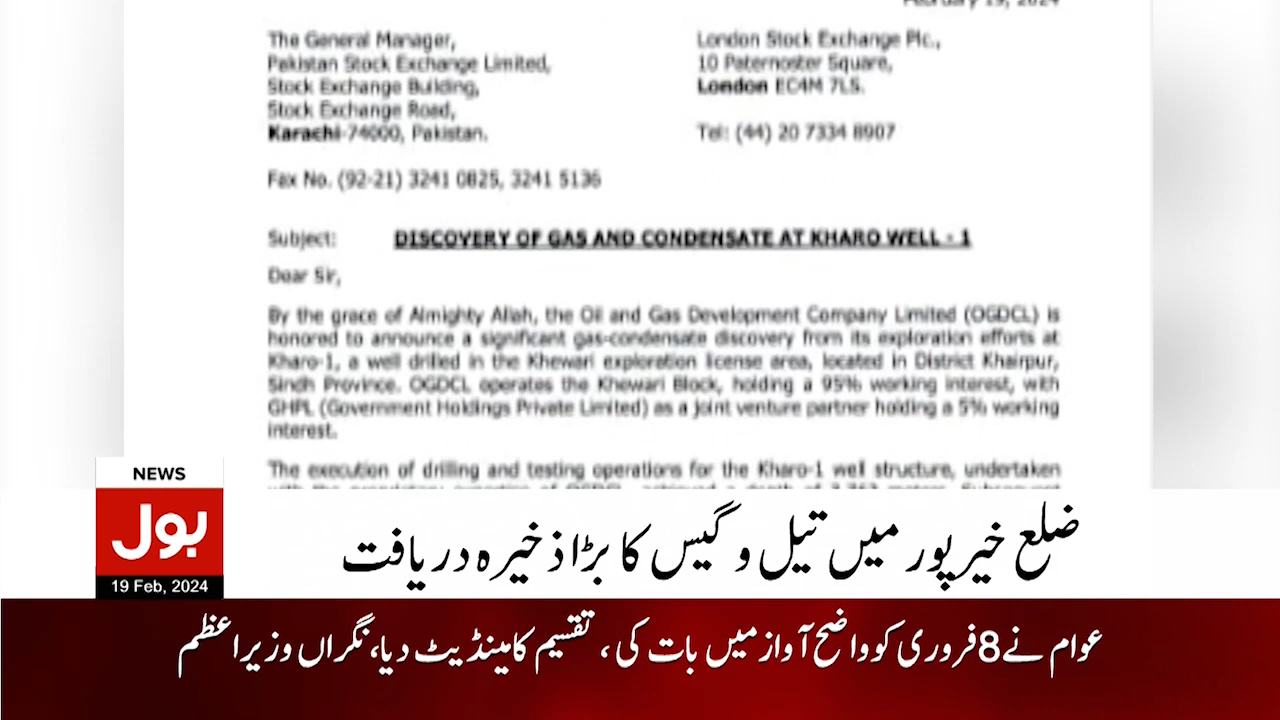 February 19, 2024
The General Manager,
Pakistan Stock Exchange Limited,
Stock Exchange Building,
Stock Exchange Road,
Karachi-74000, Pakistan.
Fax No. (92-21) 3241 0825, 3241 5136
London Stock Exchange Plc.,
10 Paternoster Square,
London EC4M 7LS.
Tel: (44) 20 7334 8907
Subject: DISCOVERY OF GAS AND CONDENSATE AT KHARO WELL - 1
Dear Sir,
By the grace of Almighty Allah, the Oil and Gas Development Company Limited (OGDCL) is
honored to announce a significant gas-condensate discovery from its exploration efforts at
Kharo-1, a well drilled in the Khewari exploration license area, located in District Khairpur,
Sindh Province. OGDCL operates the Khewari Block, holding a 95% working interest, with
GHPL (Government Holdings Private Limited) as a joint venture partner holding a 5% working
interest.
The execution of drilling and testing operations for the Kharo-1 well structure, undertaken
NEWS
بول
19 Feb, 2024
ضلع خیرپور میں تیل و گیس کا بڑا ذخیرہ دریافت
عوام نے 8 فروری کو واضح آواز میں بات کی، تقسیم کا مینڈیٹ دیا، نگراں وزیراعظم